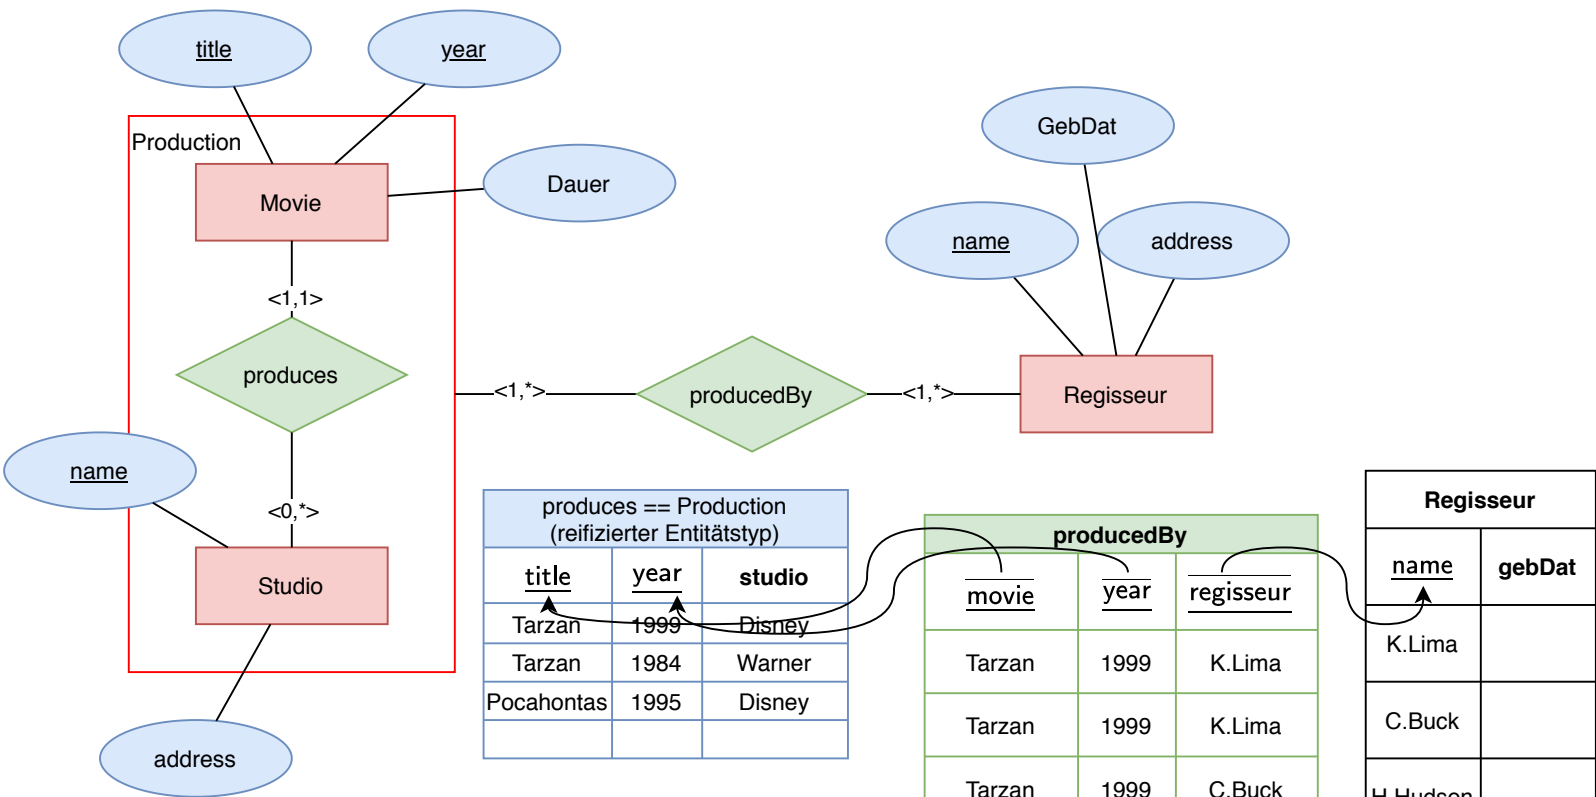 title
year
Production
Movie
Dauer
<1,1>
produces
<0,*>
name
Studio
address
<1,*>
producedBy
<1,*>
GebDat
name
address
Regisseur
produces == Production
(reifizierter Entitätstyp)
title year studio
Tarzan 1999 Disney
Tarzan 1984 Warner
Pocahontas 1995 Disney
producedBy
movie year regisseur
Tarzan 1999 K.Lima
Tarzan 1999 K.Lima
Tarzan 1999 C.Buck
Regisseur
name gebDat
K.Lima
C.Buck
H.Hudson